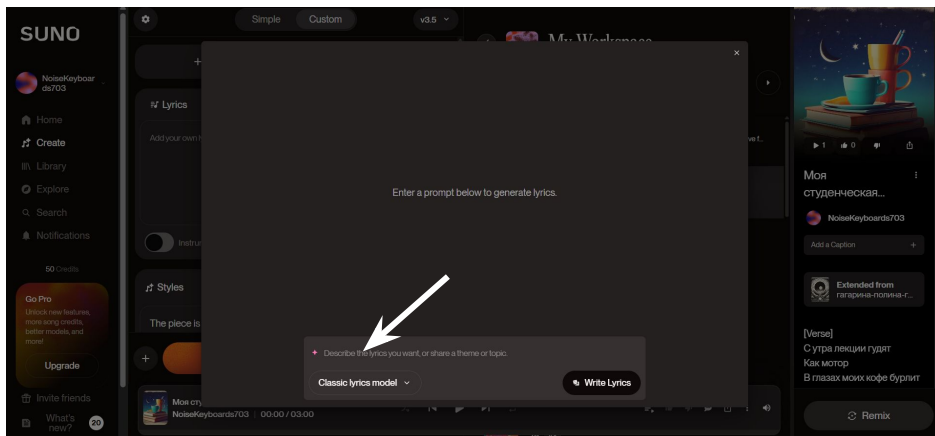 SUNO
NoiseKeyboar
ds703
Home
Create
Library
Explore
Search
Notifications
50 Credits
Go Pro
Unlock new features,
more song credits,
better models, and
more!
Upgrade
Invite friends
What's
new?
20
Simple
Custom
v3.5
My Workspace
Lyrics
Add your own ly
Instru
Styles
The piece is
Enter a prompt below to generate lyrics.
Describe the lyrics you want, or share a theme or topic.
Classic lyrics model
Write Lyrics
ve f...
Моя сту
NoiseKeyboards703
00:00 / 03:00
1
0
Моя
студенческая...
NoiseKeyboards703
Add a Caption
Extended from
гагарина-полина-г...
[Verse]
С утра лекции гудят
Как мотор
В глазах моих кофе бурлит
Remix